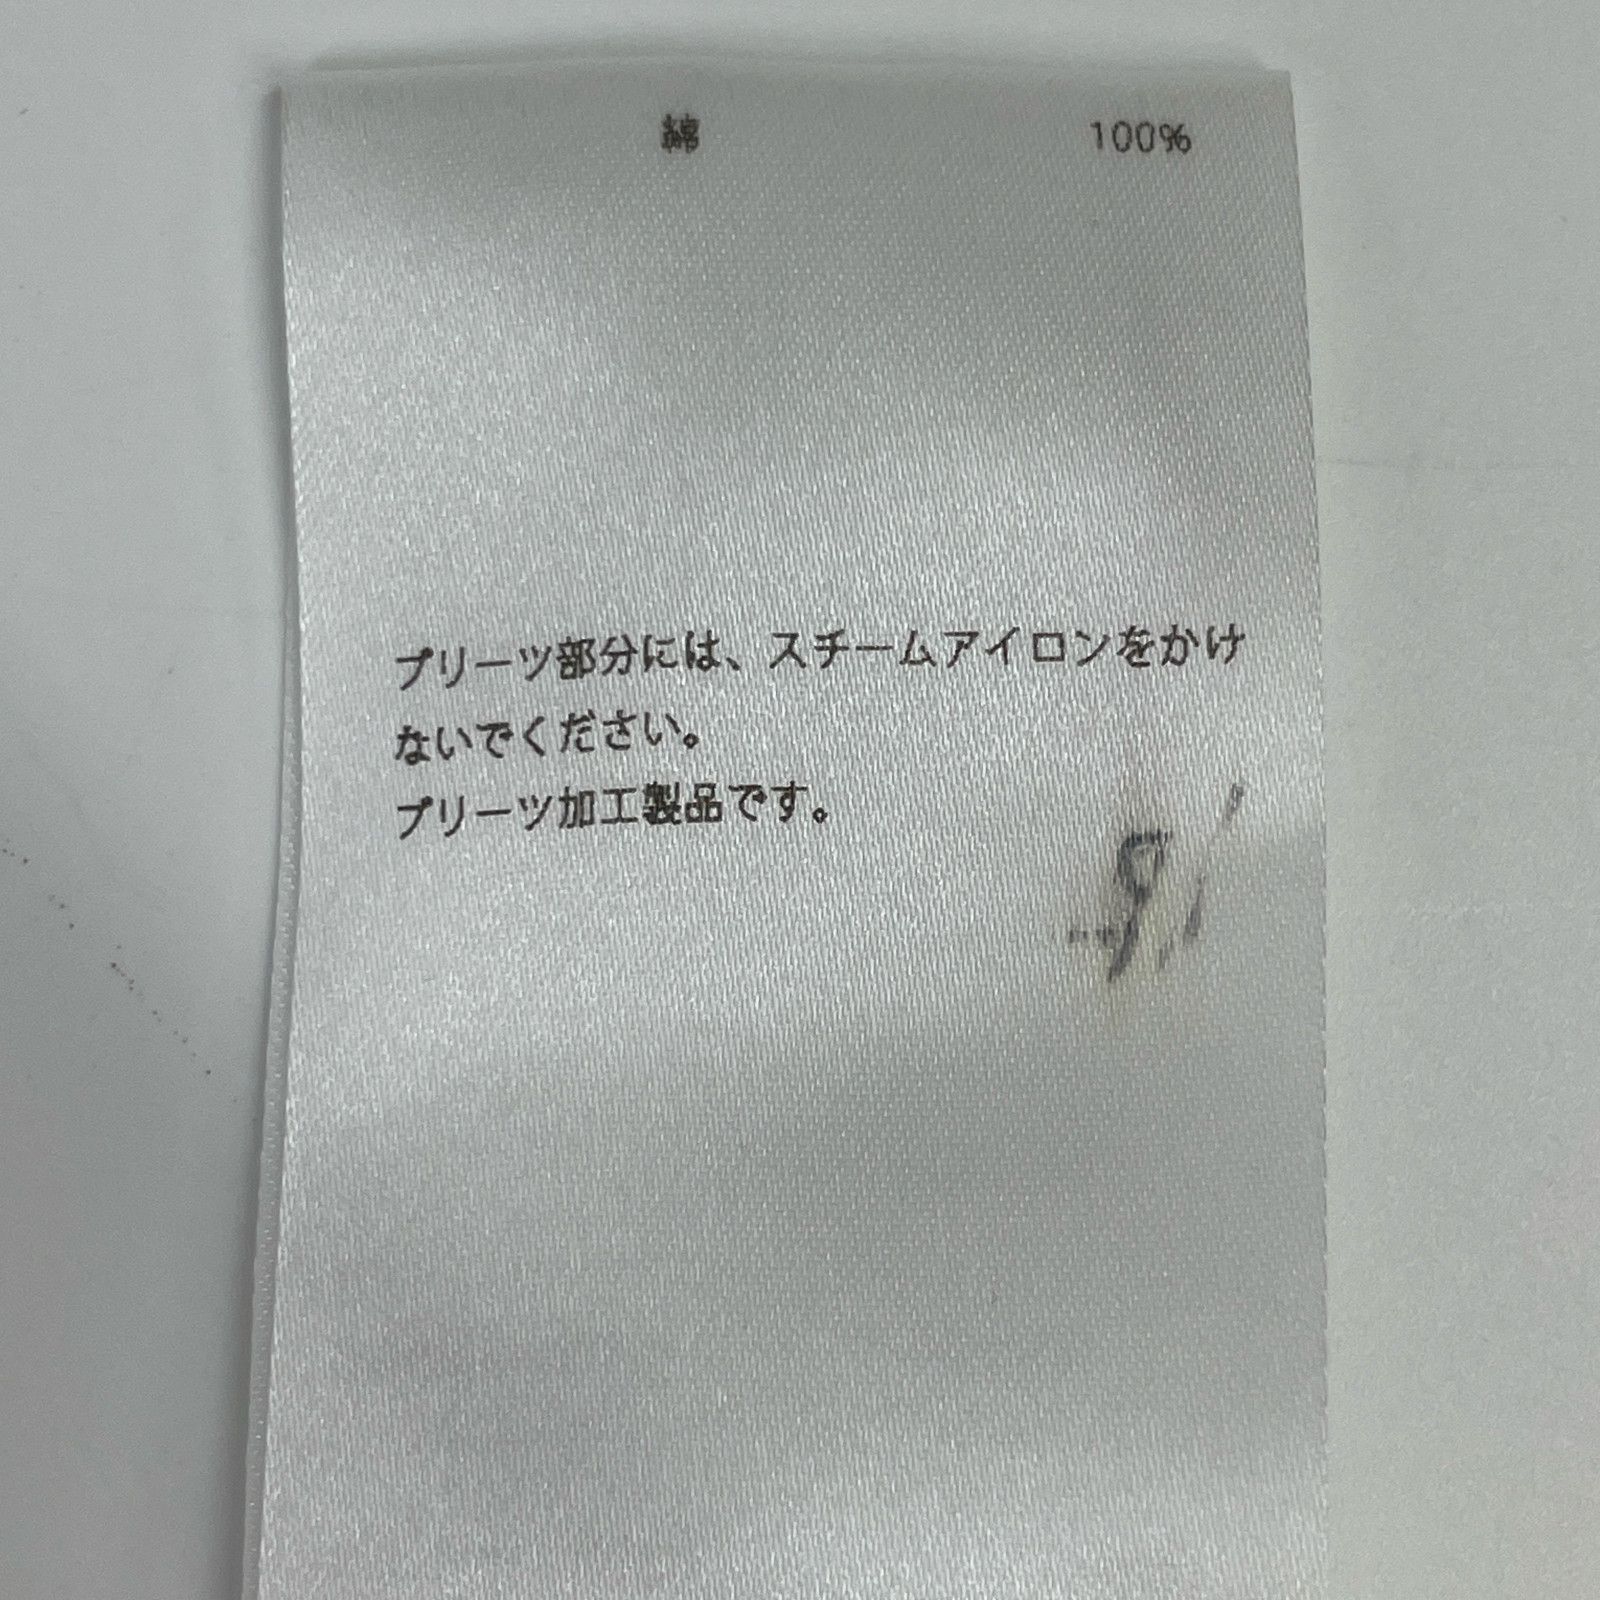 綿 100%
プリーツ部分には、スチームアイロンをかけ
ないでください。
プリーツ加工製品です。